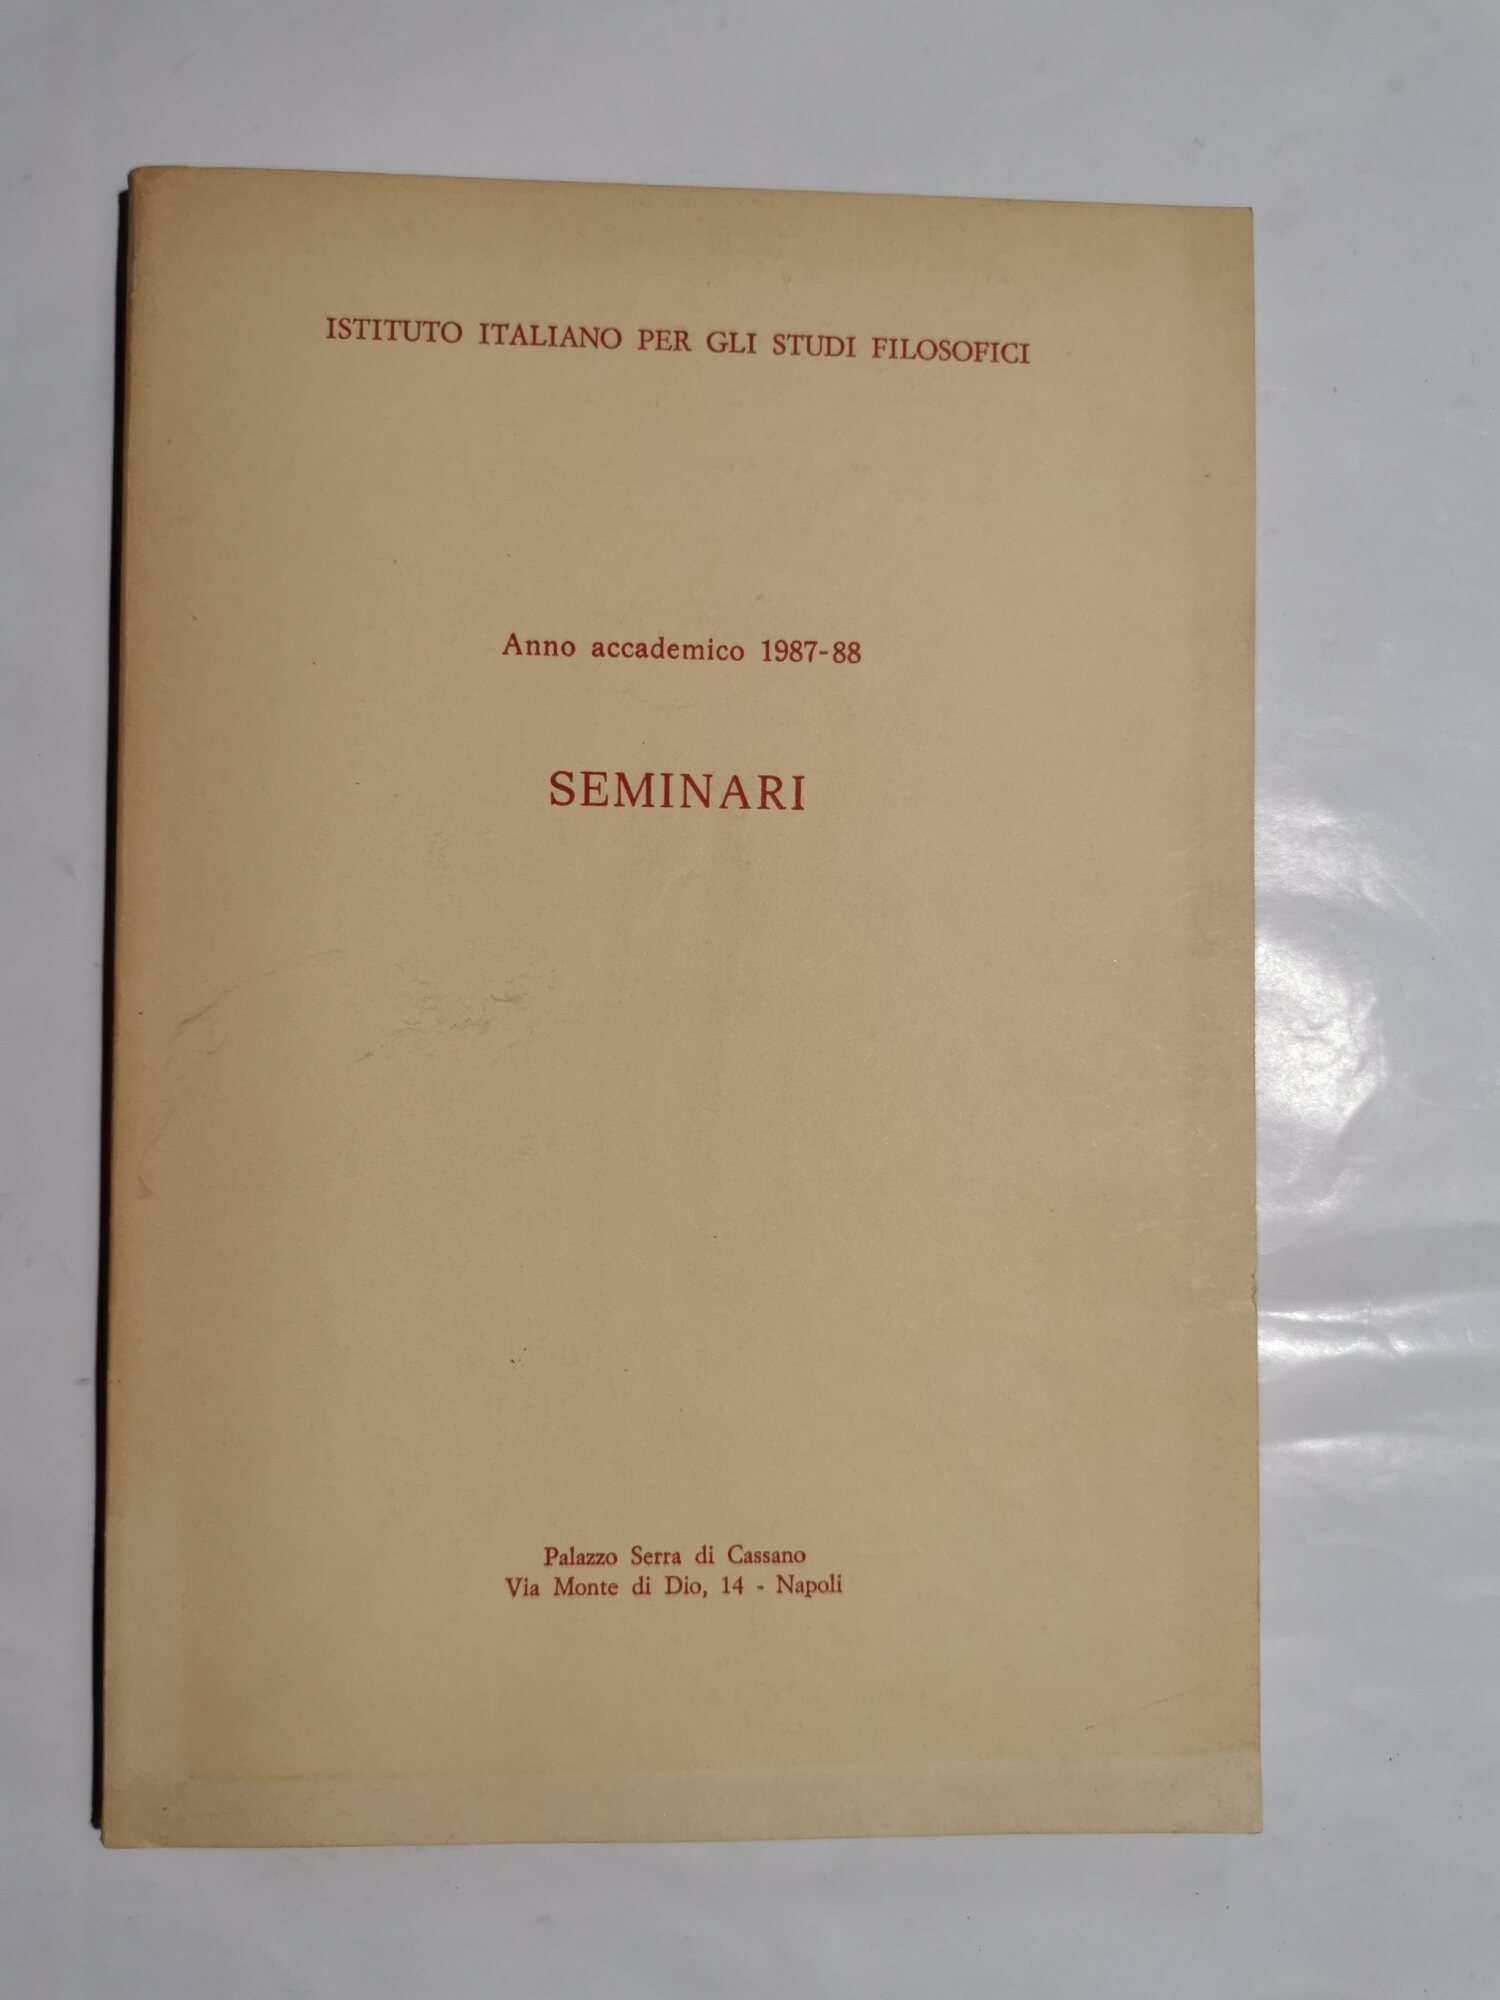 ISTITUTO ITALIANO PER GLI STUDI FILOSOFICI
Anno accademico 1987-88
SEMINARI
Palazzo Serra di Cassano
Via Monte di Dio, 14 - Napoli